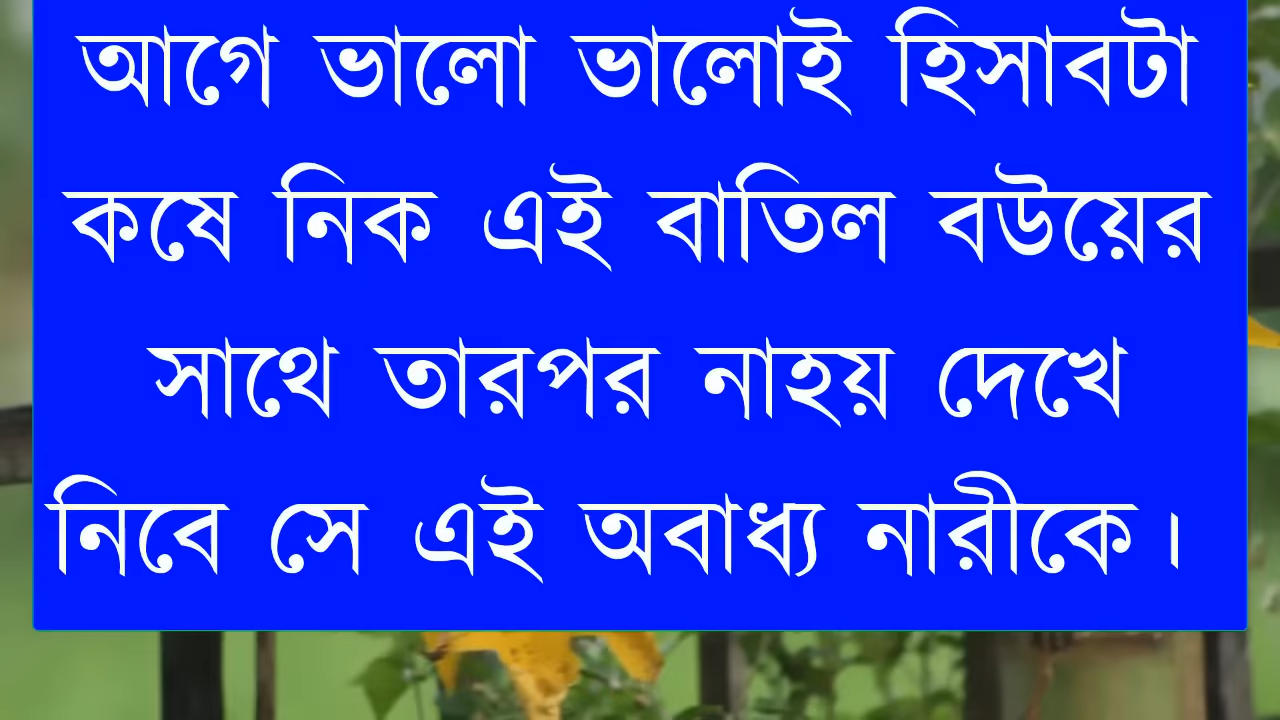 আগে ভালো ভালোই হিসাবটা
কষে নিক এই বাতিল বউয়ের
সাথে তারপর নাহয় দেখে
নিবে সে এই অবাধ্য নারীকে।